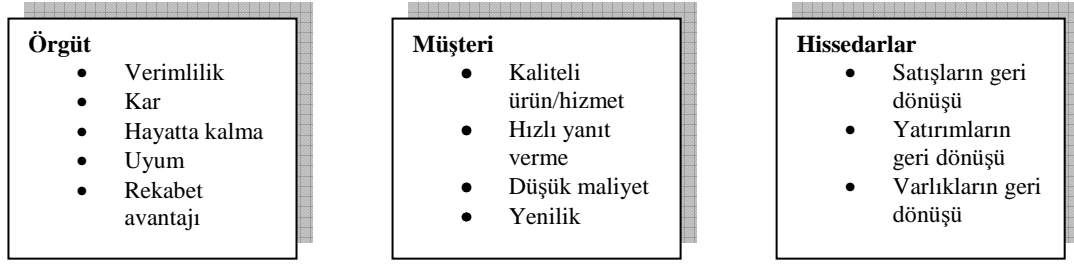 Örgüt
• Verimlilik
• Kar
• Hayatta kalma
• Uyum
• Rekabet
avantajı
Müşteri
• Kaliteli
ürün/hizmet
• Hızlı yanıt
verme
• Düşük maliyet
• Yenilik
Hissedarlar
• Satışların geri
dönüşü
• Yatırımların
geri dönüşü
• Varlıkların geri
dönüşü